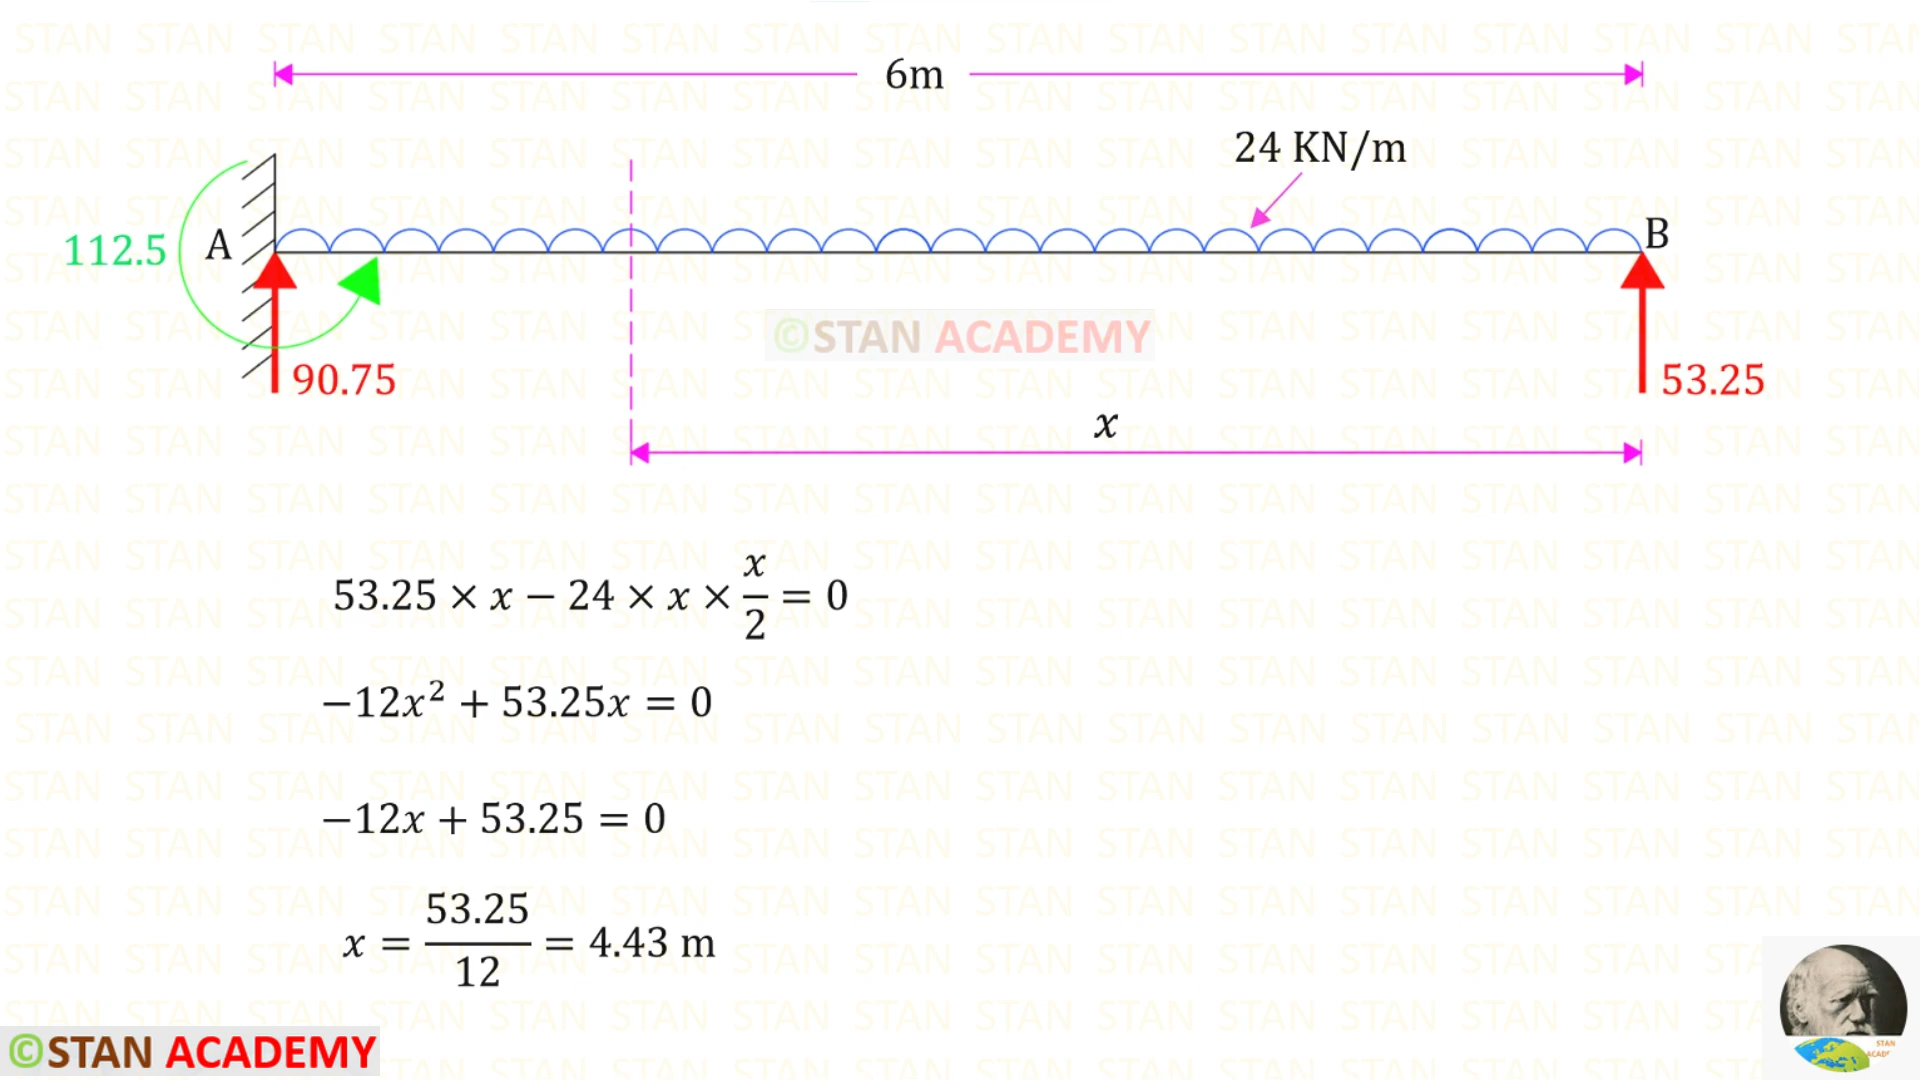 6m
24 KN/m
112.5 A B
©STAN ACADEMY
90.75 53.25
x
53.25 × x − 24 × x × x/2 = 0
−12x² + 53.25x = 0
−12x + 53.25 = 0
x = 53.25/12 = 4.43 m
©STAN ACADEMY
STAN